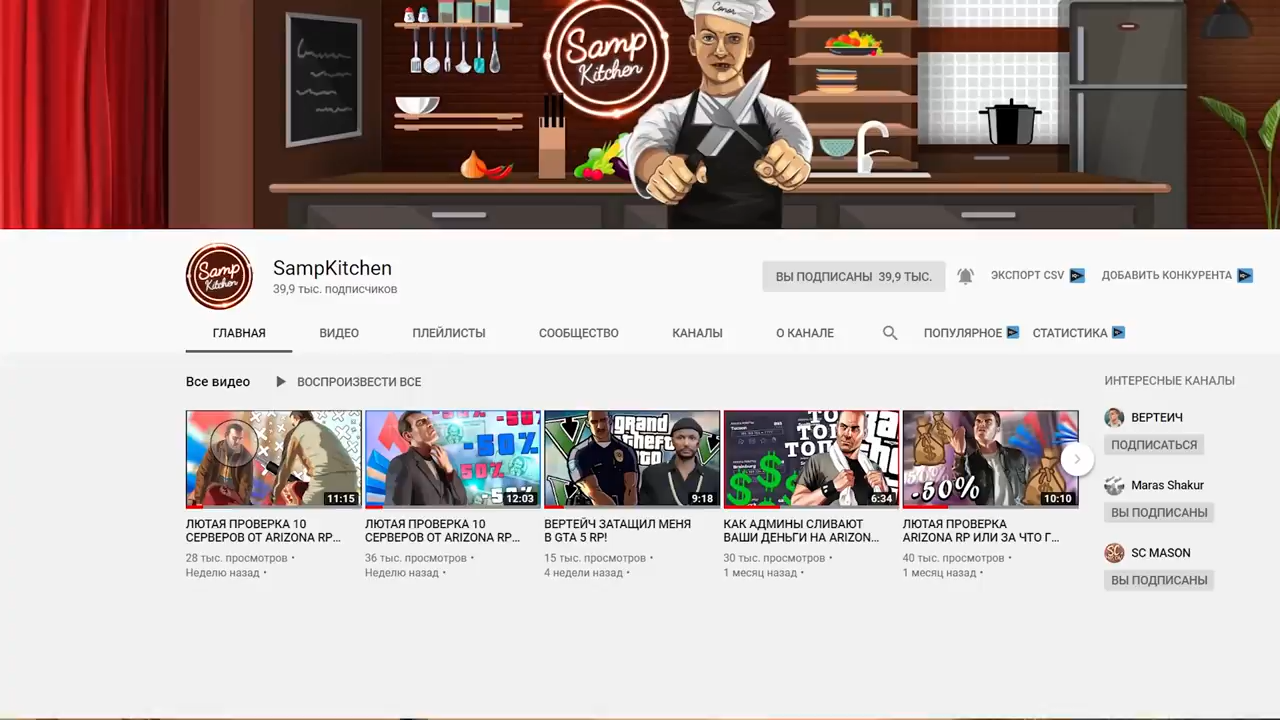 Conor
Samp
Kitchen
Samp
Kitchen
SampKitchen
39,9 тыс. подписчиков
ВЫ ПОДПИСАНЫ 39,9 ТЫС.
ЭКСПОРТ CSV
ДОБАВИТЬ КОНКУРЕНТА
ГЛАВНАЯ
ВИДЕО
ПЛЕЙЛИСТЫ
СООБЩЕСТВО
КАНАЛЫ
О КАНАЛЕ
ПОПУЛЯРНОЕ
СТАТИСТИКА
Все видео
ВОСПРОИЗВЕСТИ ВСЕ
11:15
ЛЮТАЯ ПРОВЕРКА 10
СЕРВЕРОВ ОТ ARIZONA RP...
28 тыс. просмотров •
Неделю назад •
-50%
50%
12:03
ЛЮТАЯ ПРОВЕРКА 10
СЕРВЕРОВ ОТ ARIZONA RP...
36 тыс. просмотров •
Неделю назад •
grand
theft
V
9:18
ВЕРТЕЙЧ ЗАТАЩИЛ МЕНЯ
В GTA 5 RP!
15 тыс. просмотров •
4 недели назад •
ТОП
ТОП
$
$
$
6:34
КАК АДМИНЫ СЛИВАЮТ
ВАШИ ДЕНЬГИ НА ARIZON...
30 тыс. просмотров •
1 месяц назад •
-50%
10:10
ЛЮТАЯ ПРОВЕРКА
ARIZONA RP ИЛИ ЗА ЧТО Г...
40 тыс. просмотров •
1 месяц назад •
ИНТЕРЕСНЫЕ КАНАЛЫ
ВЕРТЕИЧ
ПОДПИСАТЬСЯ
Maras Shakur
ВЫ ПОДПИСАНЫ
SC MASON
ВЫ ПОДПИСАНЫ